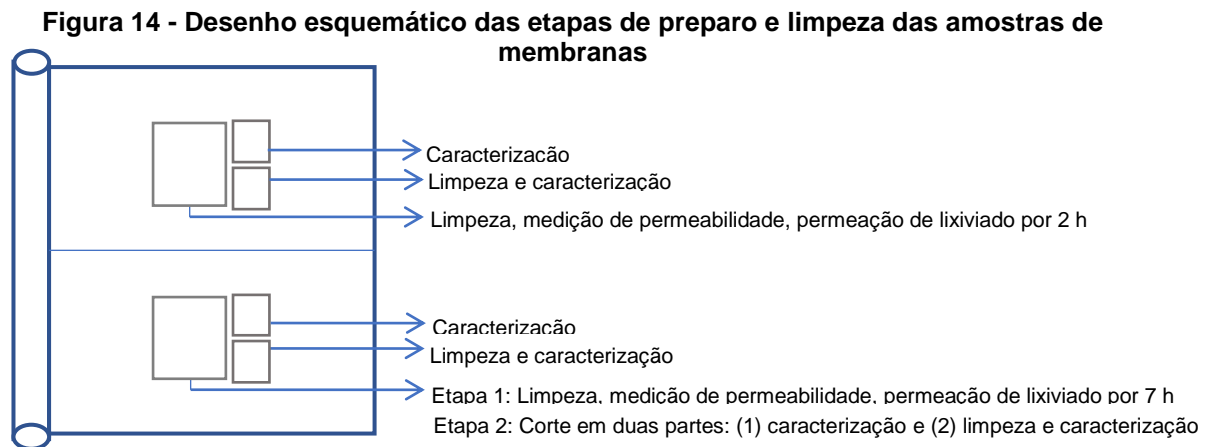 Figura 14 - Desenho esquemático das etapas de preparo e limpeza das amostras de
membranas
Caracterização
Limpeza e caracterização
Limpeza, medição de permeabilidade, permeação de lixiviado por 2 h
Caracterização
Limpeza e caracterização
Etapa 1: Limpeza, medição de permeabilidade, permeação de lixiviado por 7 h
Etapa 2: Corte em duas partes: (1) caracterização e (2) limpeza e caracterização